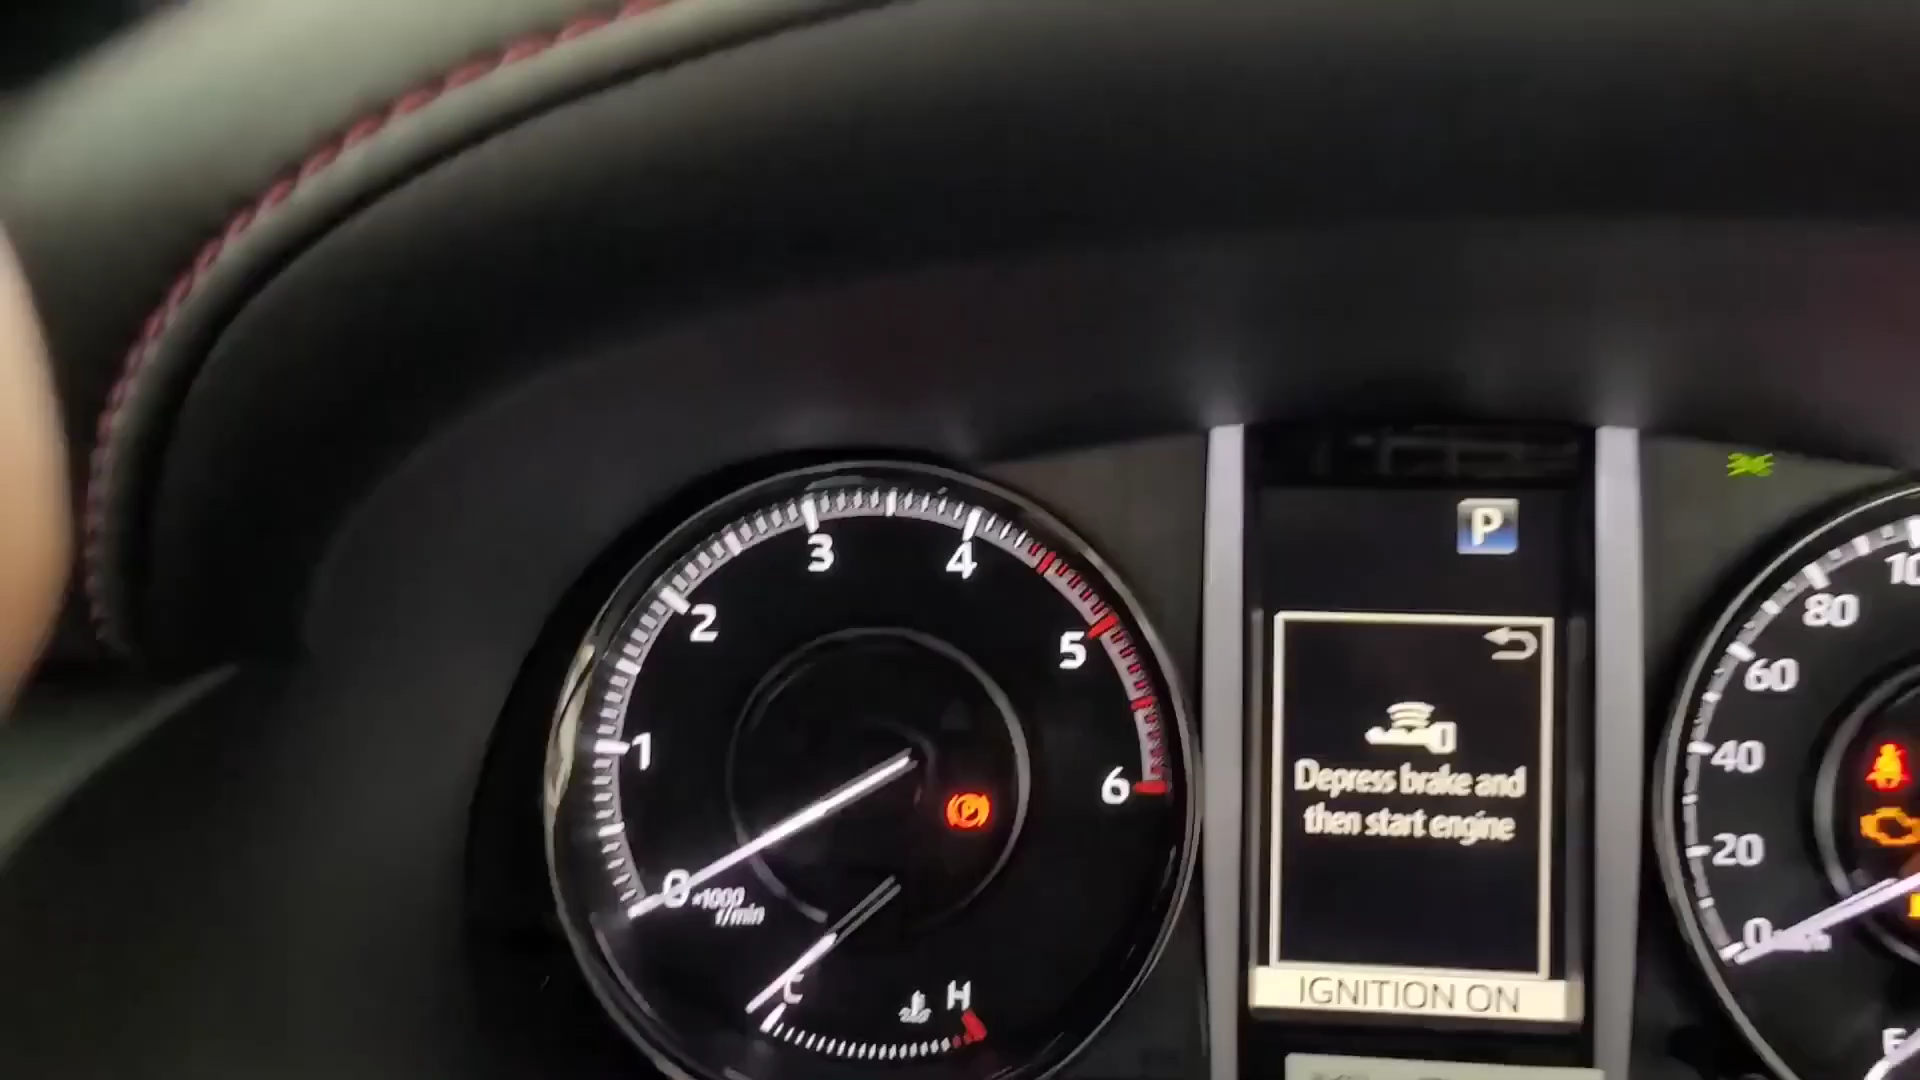 3
4
2
5
1
6
0
×1000
r/min
C
H
P
Depress brake and
then start engine
IGNITION ON
80
60
40
20
0